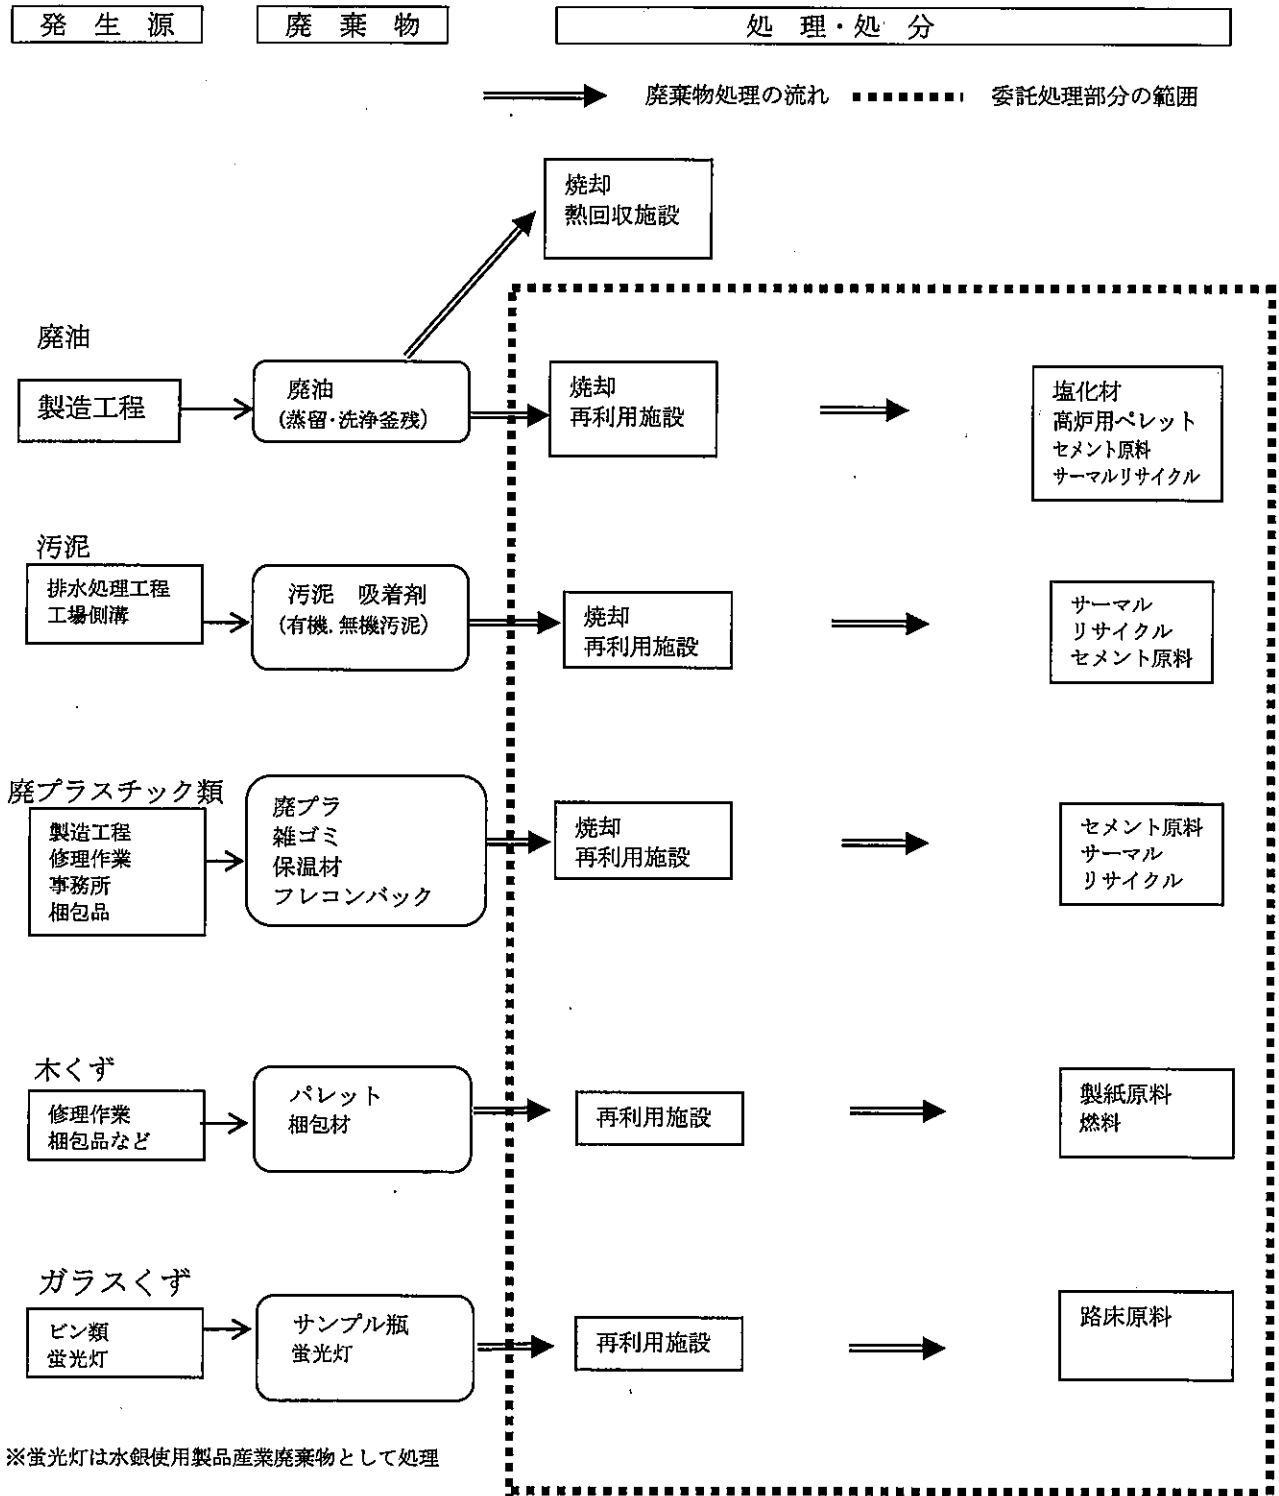 発生源
廃棄物
処理・処分
廃棄物処理の流れ
委託処理部分の範囲
焼却
熱回収施設
廃油
製造工程
廃油
(蒸留・洗浄釜残)
焼却
再利用施設
塩化材
高炉用ペレット
セメント原料
サーマルリサイクル
汚泥
排水処理工程
工場側溝
汚泥 吸着剤
(有機.無機汚泥)
焼却
再利用施設
サーマル
リサイクル
セメント原料
廃プラスチック類
製造工程
修理作業
事務所
梱包品
廃プラ
雑ゴミ
保温材
フレコンバック
焼却
再利用施設
セメント原料
サーマル
リサイクル
木くず
修理作業
梱包品など
パレット
梱包材
再利用施設
製紙原料
燃料
ガラスくず
ビン類
蛍光灯
サンプル瓶
蛍光灯
再利用施設
路床原料
※蛍光灯は水銀使用製品産業廃棄物として処理